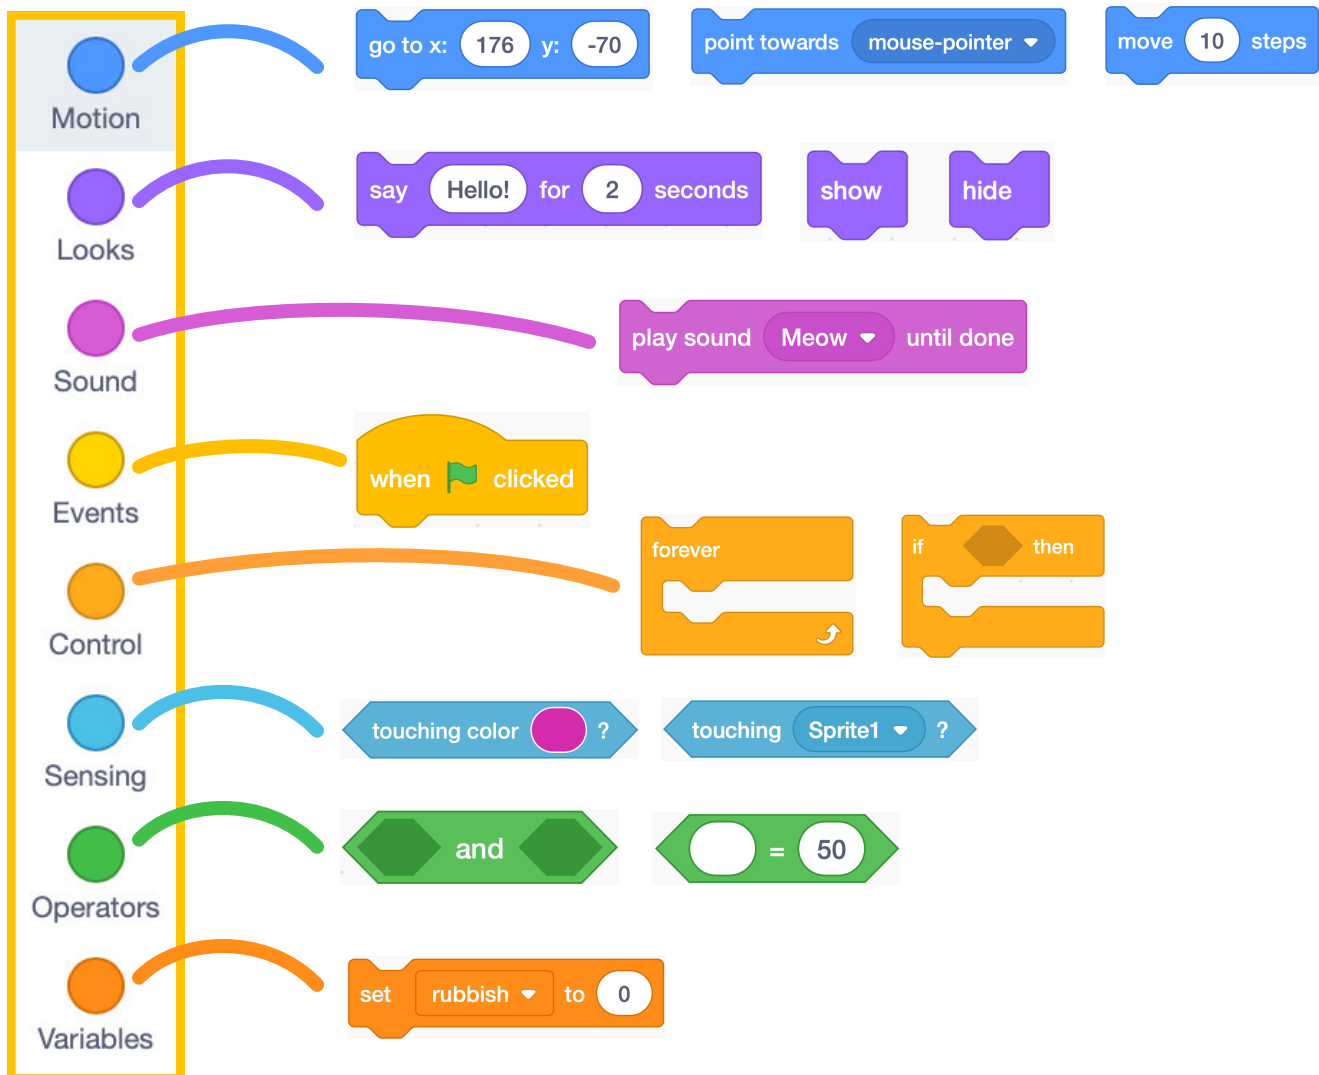 Motion
go to x: 176 y: -70
point towards mouse-pointer
move 10 steps
Looks
say Hello! for 2 seconds
show
hide
Sound
play sound Meow until done
Events
when clicked
Control
forever
if then
Sensing
touching color ?
touching Sprite1 ?
Operators
and
= 50
Variables
set rubbish to 0